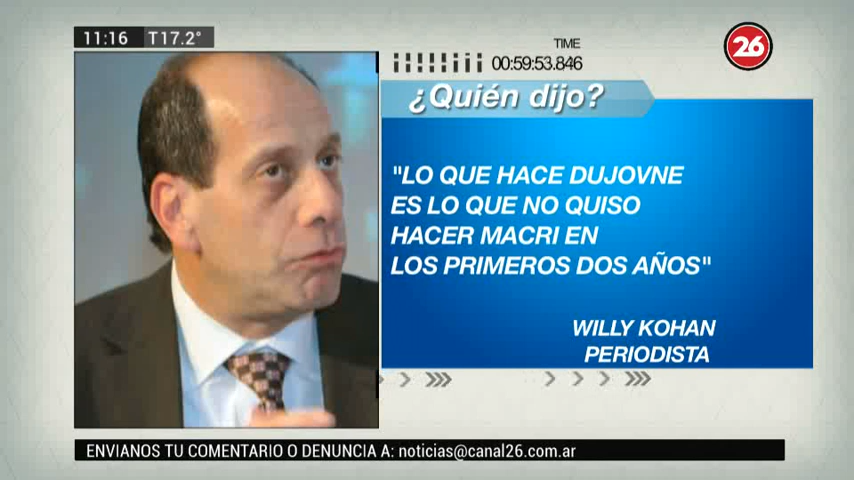 11:16 T17.2°
TIME
00:59:53.846
26
¿Quién dijo?
"LO QUE HACE DUJOVNE
ES LO QUE NO QUISO
HACER MACRI EN
LOS PRIMEROS DOS AÑOS"
WILLY KOHAN
PERIODISTA
ENVIANOS TU COMENTARIO O DENUNCIA A: noticias@canal26.com.ar